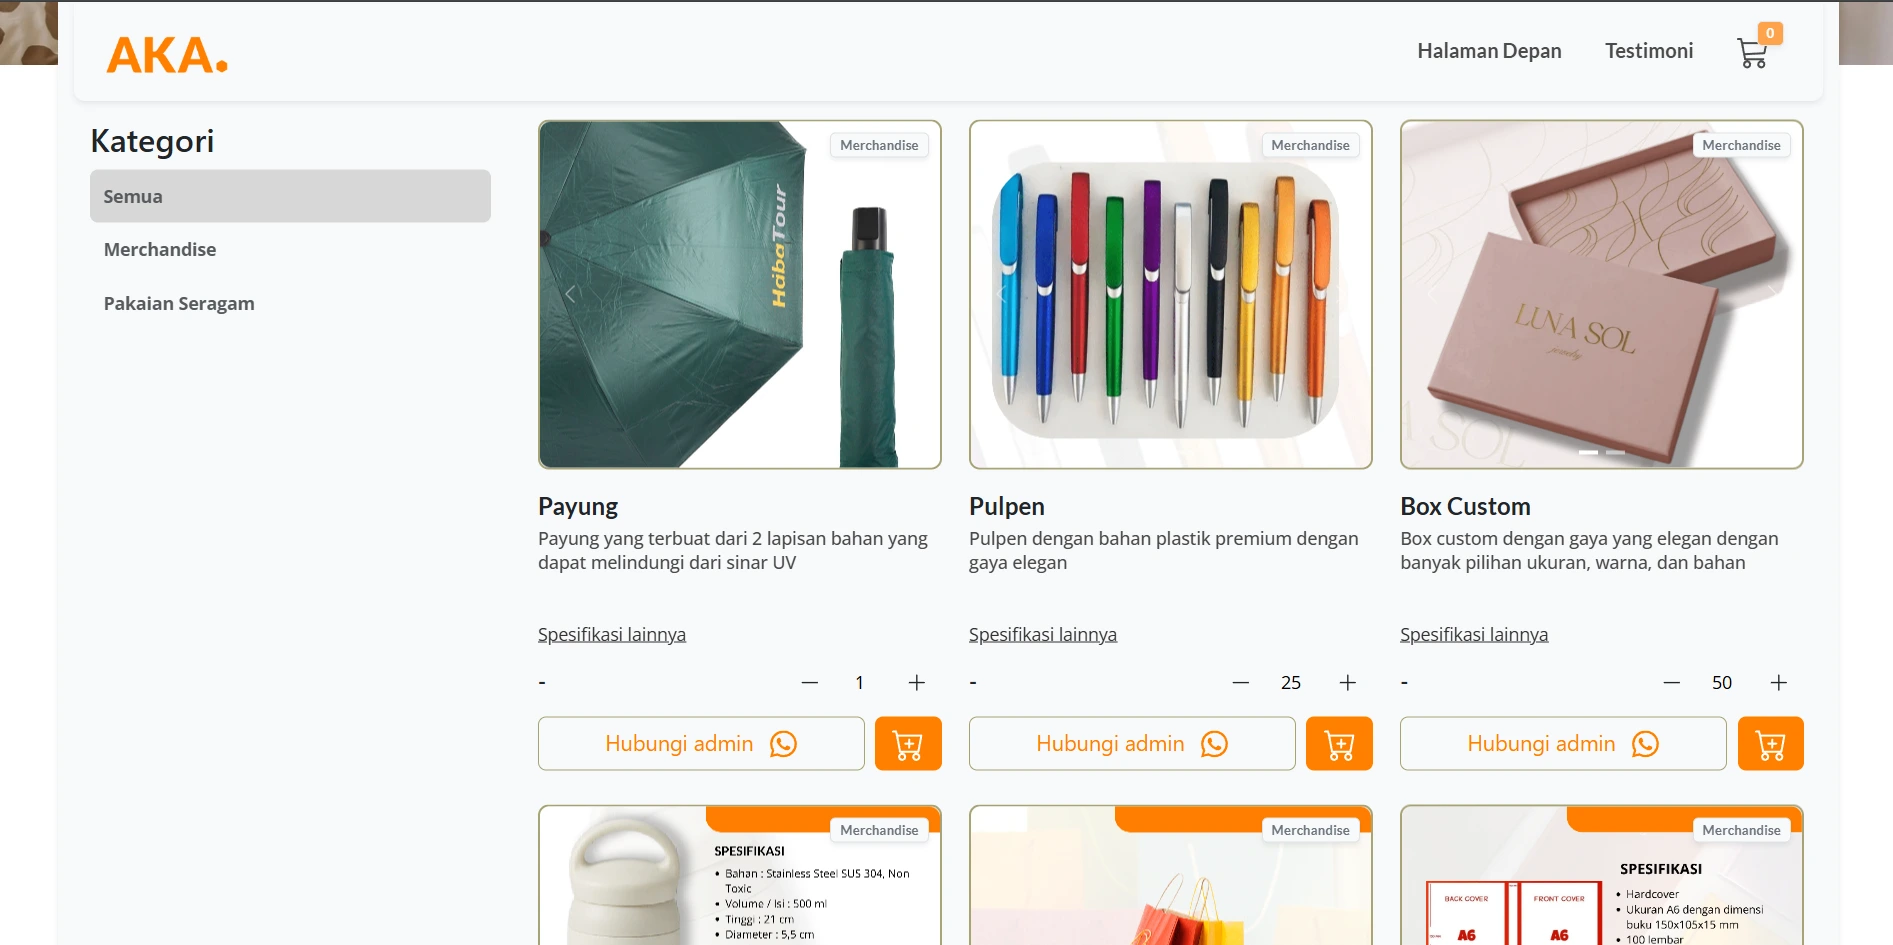 AKA.
Halaman Depan
Testimoni
0
Kategori
Semua
Merchandise
Pakaian Seragam
Merchandise
HaibaTour
Merchandise
Merchandise
LUNA SOL
jewelry
Payung
Payung yang terbuat dari 2 lapisan bahan yang
dapat melindungi dari sinar UV
Spesifikasi lainnya
-
1
Hubungi admin
Pulpen
Pulpen dengan bahan plastik premium dengan
gaya elegan
Spesifikasi lainnya
-
25
Hubungi admin
Box Custom
Box custom dengan gaya yang elegan dengan
banyak pilihan ukuran, warna, dan bahan
Spesifikasi lainnya
-
50
Hubungi admin
Merchandise
SPESIFIKASI
• Bahan : Stainless Steel SUS 304, Non
Toxic
• Volume / Isi : 500 ml
• Tinggi : 21 cm
• Diameter : 5,5 cm
Merchandise
Merchandise
BACK COVER
FRONT COVER
A6
A6
SPESIFIKASI
• Hardcover
• Ukuran A6 dengan dimensi
buku 150x105x15 mm
• 100 lembar